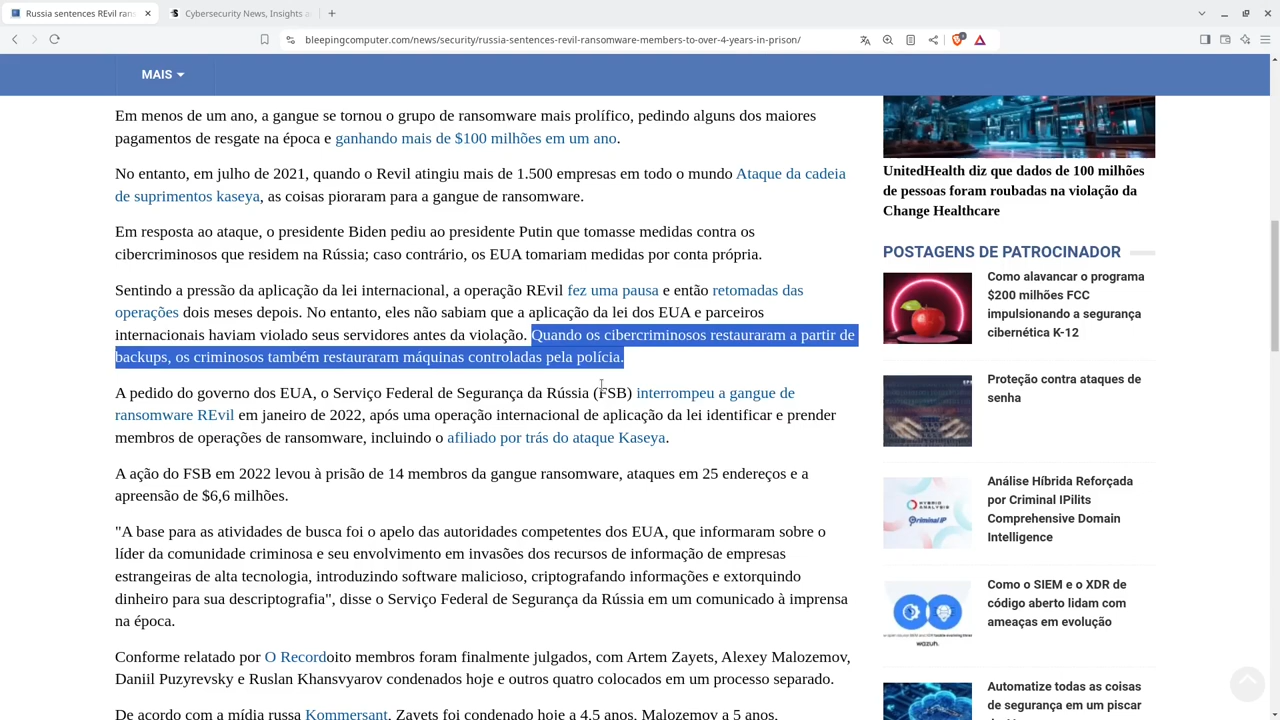 Russia sentences REvil rans
Cybersecurity News, Insights a
bleepingcomputer.com/news/security/russia-sentences-revil-ransomware-members-to-over-4-years-in-prison/
MAIS
Em menos de um ano, a gangue se tornou o grupo de ransomware mais prolífico, pedindo alguns dos maiores
pagamentos de resgate na época e ganhando mais de $100 milhões em um ano.
No entanto, em julho de 2021, quando o Revil atingiu mais de 1.500 empresas em todo o mundo Ataque da cadeia
de suprimentos kaseya, as coisas pioraram para a gangue de ransomware.
Em resposta ao ataque, o presidente Biden pediu ao presidente Putin que tomasse medidas contra os
cibercriminosos que residem na Rússia; caso contrário, os EUA tomariam medidas por conta própria.
Sentindo a pressão da aplicação da lei internacional, a operação REvil fez uma pausa e então retomadas das
operações dois meses depois. No entanto, eles não sabiam que a aplicação da lei dos EUA e parceiros
internacionais haviam violado seus servidores antes da violação. Quando os cibercriminosos restauraram a partir de
backups, os criminosos também restauraram máquinas controladas pela polícia.
A pedido do governo dos EUA, o Serviço Federal de Segurança da Rússia (FSB) interrompeu a gangue de
ransomware REvil em janeiro de 2022, após uma operação internacional de aplicação da lei identificar e prender
membros de operações de ransomware, incluindo o afiliado por trás do ataque Kaseya.
A ação do FSB em 2022 levou à prisão de 14 membros da gangue ransomware, ataques em 25 endereços e a
apreensão de $6,6 milhões.
"A base para as atividades de busca foi o apelo das autoridades competentes dos EUA, que informaram sobre o
líder da comunidade criminosa e seu envolvimento em invasões dos recursos de informação de empresas
estrangeiras de alta tecnologia, introduzindo software malicioso, criptografando informações e extorquindo
dinheiro para sua descriptografia", disse o Serviço Federal de Segurança da Rússia em um comunicado à imprensa
na época.
Conforme relatado por O Recordoito membros foram finalmente julgados, com Artem Zayets, Alexey Malozemov,
Daniil Puzyrevsky e Ruslan Khansvyarov condenados hoje e outros quatro colocados em um processo separado.
De acordo com a mídia russa Kommersant, Zayets foi condenado hoje a 4,5 anos, Malozemov a 5 anos,
UnitedHealth diz que dados de 100 milhões
de pessoas foram roubadas na violação da
Change Healthcare
POSTAGENS DE PATROCINADOR
Como alavancar o programa
$200 milhões FCC
impulsionando a segurança
cibernética K-12
Proteção contra ataques de
senha
HYBRID
ANALYSIS
Criminal IP
Análise Híbrida Reforçada
por Criminal IPilits
Comprehensive Domain
Intelligence
wazuh.
Como o SIEM e o XDR de
código aberto lidam com
ameaças em evolução
Automatize todas as coisas
de segurança em um piscar